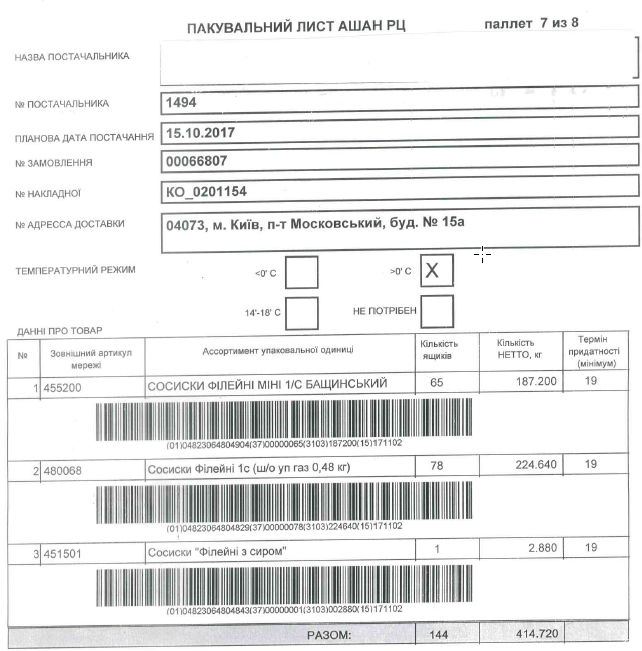 ПАКУВАЛЬНИЙ ЛИСТ АШАН РЦ паллет 7 из 8
НАЗВА ПОСТАЧАЛЬНИКА
№ ПОСТАЧАЛЬНИКА 1494
ПЛАНОВА ДАТА ПОСТАЧАННЯ 15.10.2017
№ ЗАМОВЛЕННЯ 00066807
№ НАКЛАДНОЇ КО_0201154
№ АДРЕССА ДОСТАВКИ 04073, м. Київ, п-т Московський, буд. № 15а
ТЕМПЕРАТУРНИЙ РЕЖИМ <0' С >0' С X
14'-18' С НЕ ПОТРІБЕН
ДАННІ ПРО ТОВАР
№ Зовнішний артикул мережі Ассортимент упаковальної одиниці Кількість ящиків Кількість НЕТТО, кг Термін придатності (мінімум)
1 455200 СОСИСКИ ФІЛЕЙНІ МІНІ 1/С БАЩИНСЬКИЙ 65 187.200 19
(01)04823064804904(37)00000065(3103)187200(15)171102
2 480068 Сосиски Філейні 1с (ш/о уп газ 0,48 кг) 78 224.640 19
(01)04823064804829(37)00000078(3103)224640(15)171102
3 451501 Сосиски "Філейні з сиром" 1 2.880 19
(01)04823064804843(37)00000001(3103)002880(15)171102
РАЗОМ: 144 414.720